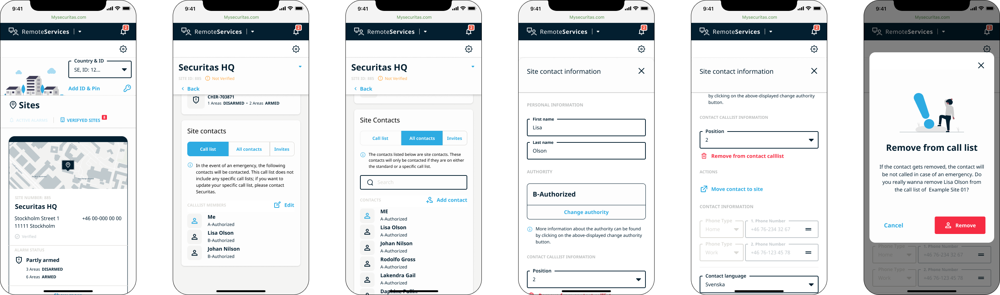 9:41
Mysecuritas.com
RemoteServices
2
Country & ID
SE, ID: 12...
Add ID & Pin
Sites
ACTIVE ALARMS
VERIFYED SITES
8
SITE NUMBER: 885
Securitas HQ
Stockholm Street 1 +46 00-000 00 00
11111 Stockholm
Verified
ALARM STATUS
Partly armed
3 Areas DISARMED
6 Areas ARMED
Show more
9:41
Mysecuritas.com
RemoteServices
2
Securitas HQ
SITE ID: 885 Not Verified
Back
CHIR-703871
1 Areas DISARMED • 2 Areas ARMED
Site contacts
Call list All contacts Invites
In the event of an emergency, the following
contacts will be contacted. This call list does not
include any specific call lists; if you want to
update your specific call list, please contact
Securitas.
CALLLIST MEMBERS Edit
Me
A-Authorized
Lisa Olson
B-Authorized
Johan Nilson
B-Authorized
9:41
Mysecuritas.com
RemoteServices
2
Securitas HQ
SITE ID: 885 Not Verified
Back
Site Contacts
Call list All contacts Invites
The contacts listed below are site contacts. These
contacts will only be contacted if they are on either
the standard or a specific call list.
Search
CONTACTS Add contact
ME
A-Authorized
Lisa Olson
A-Authorized
Johan Nilson
A-Authorized
Rodolfo Gross
A-Authorized
Lakendra Gail
A-Authorized
Daphine Pullin
9:41
Mysecuritas.com
RemoteServices
2
Site contact information
PERSONAL INFORMATION
First name
Lisa
Last name
Olson
AUTHORITY
B-Authorized
Change authority
More information about the authority can be found
by clicking on the above-displayed change authority
button.
CONTACT CALLLIST INFORMATION
Position
2
Remove from contact calllist
9:41
Mysecuritas.com
RemoteServices
2
Site contact information
by clicking on the above-displayed change authority
button.
CONTACT CALLLIST INFORMATION
Position
2
Remove from contact calllist
ACTIONS
Move contact to site
CONTACT INFORMATION
Phone Type 1. Phone Number
Home +46 76-234 32 67
Phone Type 2. Phone Number
Work +46 76-123 45 78
Contact language
Svenska
9:41
Mysecuritas.com
RemoteServices
2
Remove from call list
If the contact gets removed, the contact will
be not called in case of an emergency. Do
you really wanna remove Lisa Olson from
the call list of Example Site 01?
Cancel Remove
Phone Type 1. Phone Number
Home +46 76-234 32 67
Phone Type 2. Phone Number
Work +46 76-123 45 78